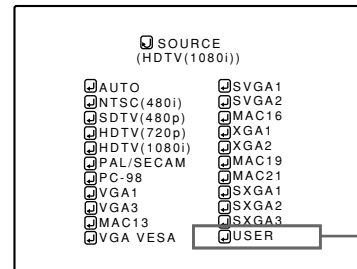 SOURCE
(HDTV(1080i))
AUTO
NTSC(480i)
SDTV(480p)
HDTV(720p)
HDTV(1080i)
PAL/SECAM
PC-98
VGA1
VGA3
MAC13
VGA VESA
SVGA1
SVGA2
MAC16
XGA1
XGA2
MAC19
MAC21
SXGA1
SXGA2
SXGA3
USER